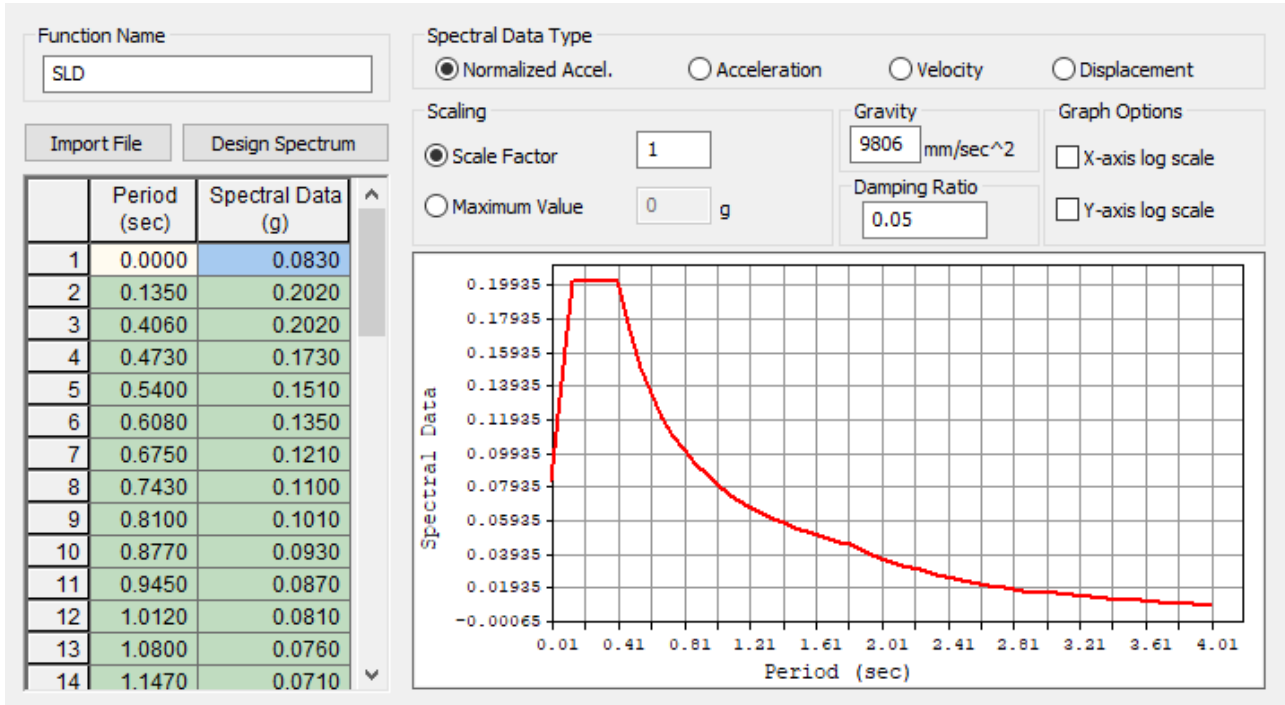 Function Name
SLD
Import File
Design Spectrum
Period (sec) Spectral Data (g)
1 0.0000 0.0830
2 0.1350 0.2020
3 0.4060 0.2020
4 0.4730 0.1730
5 0.5400 0.1510
6 0.6080 0.1350
7 0.6750 0.1210
8 0.7430 0.1100
9 0.8100 0.1010
10 0.8770 0.0930
11 0.9450 0.0870
12 1.0120 0.0810
13 1.0800 0.0760
14 1.1470 0.0710
Spectral Data Type
Normalized Accel. Acceleration Velocity Displacement
Scaling
Scale Factor 1
Maximum Value 0 g
Gravity
9806 mm/sec^2
Damping Ratio
0.05
Graph Options
X-axis log scale
Y-axis log scale
Spectral Data
0.19935
0.17935
0.15935
0.13935
0.11935
0.09935
0.07935
0.05935
0.03935
0.01935
-0.00065
0.01 0.41 0.81 1.21 1.61 2.01 2.41 2.81 3.21 3.61 4.01
Period (sec)